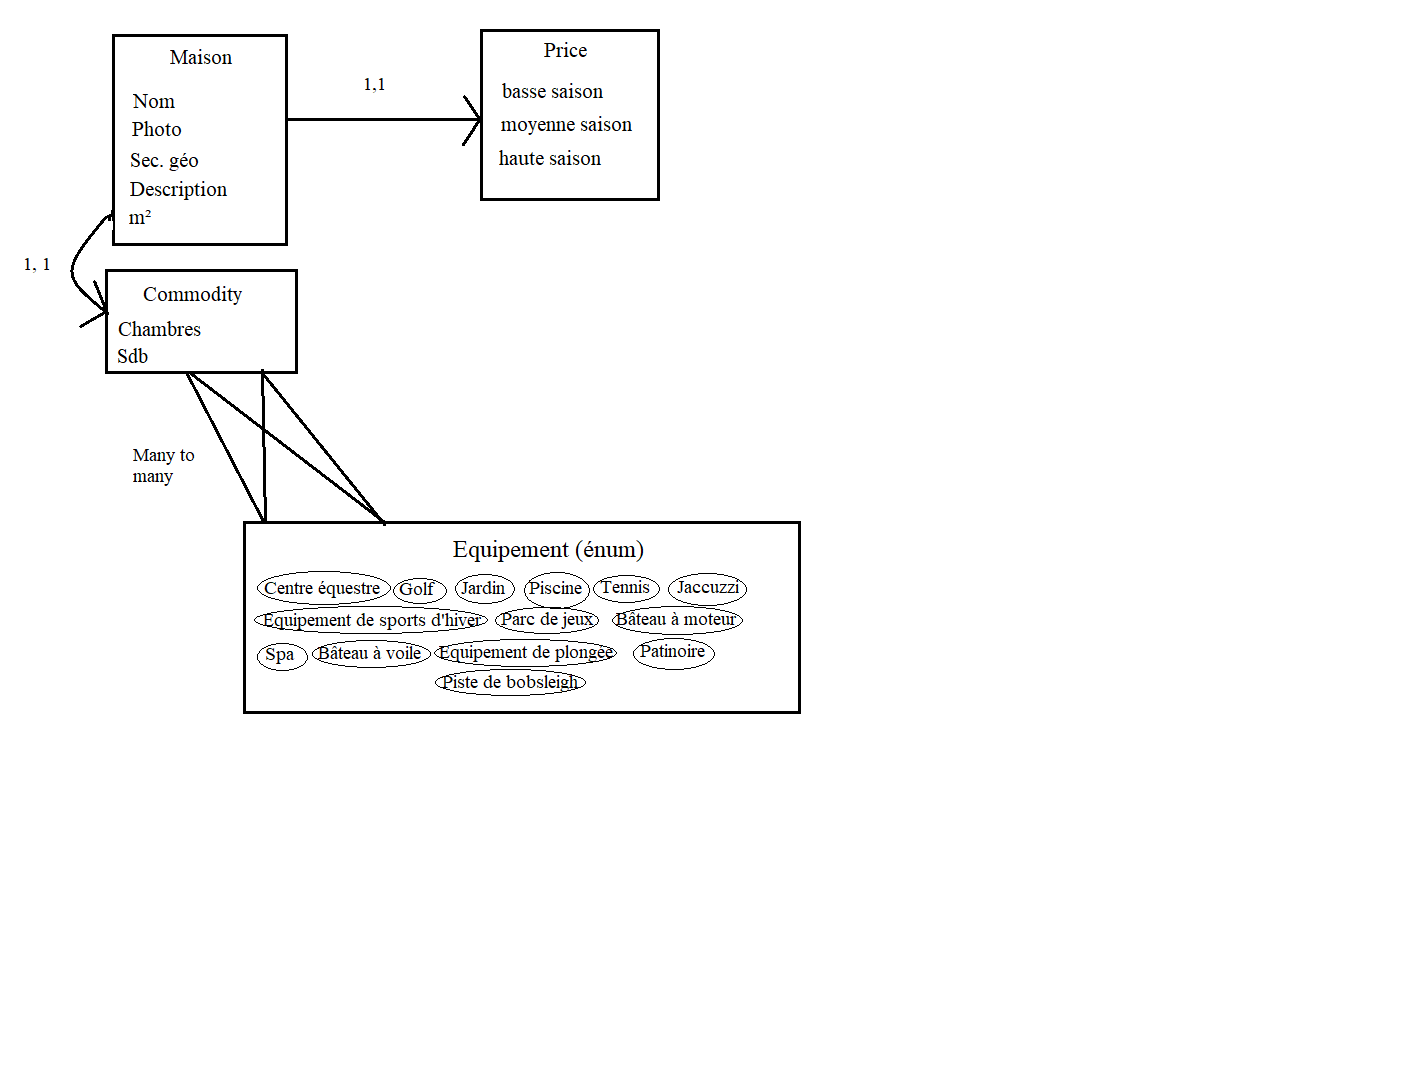 Maison
Nom
Photo
Sec. géo
Description
m²
1,1
Price
basse saison
moyenne saison
haute saison
1, 1
Commodity
Chambres
Sdb
Many to
many
Equipement (énum)
Centre équestre Golf Jardin Piscine Tennis Jaccuzzi
Equipement de sports d'hiver Parc de jeux Bâteau à moteur
Spa Bâteau à voile Equipement de plongée Patinoire
Piste de bobsleigh